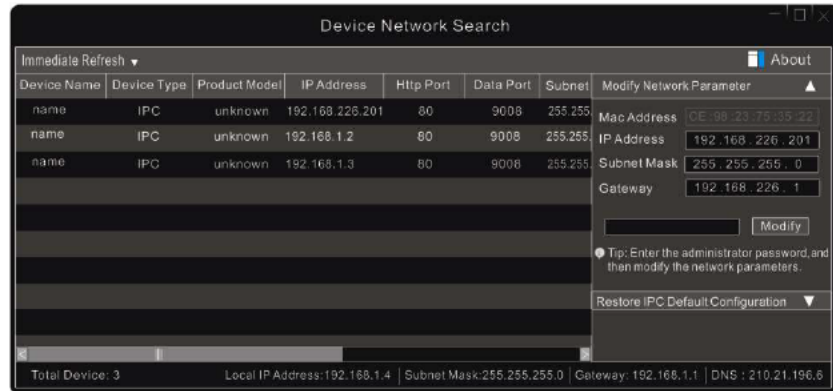 Device Network Search
Immediate Refresh
About
Device Name Device Type Product Model IP Address Http Port Data Port Subnet
name IPC unknown 192.168.226.201 80 9008 255.255
name IPC unknown 192.168.1.2 80 9008 255.255.
name IPC unknown 192.168.1.3 80 9008 255.255.
Modify Network Parameter
Mac Address CE:98:23:75:35:22
IP Address 192.168.226.201
Subnet Mask 255.255.255.0
Gateway 192.168.226.1
Modify
Tip: Enter the administrator password,and
then modify the network parameters.
Restore IPC Default Configuration
Total Device: 3 Local IP Address:192.168.1.4 Subnet Mask:255.255.255.0 Gateway: 192.168.1.1 DNS : 210.21.196.6